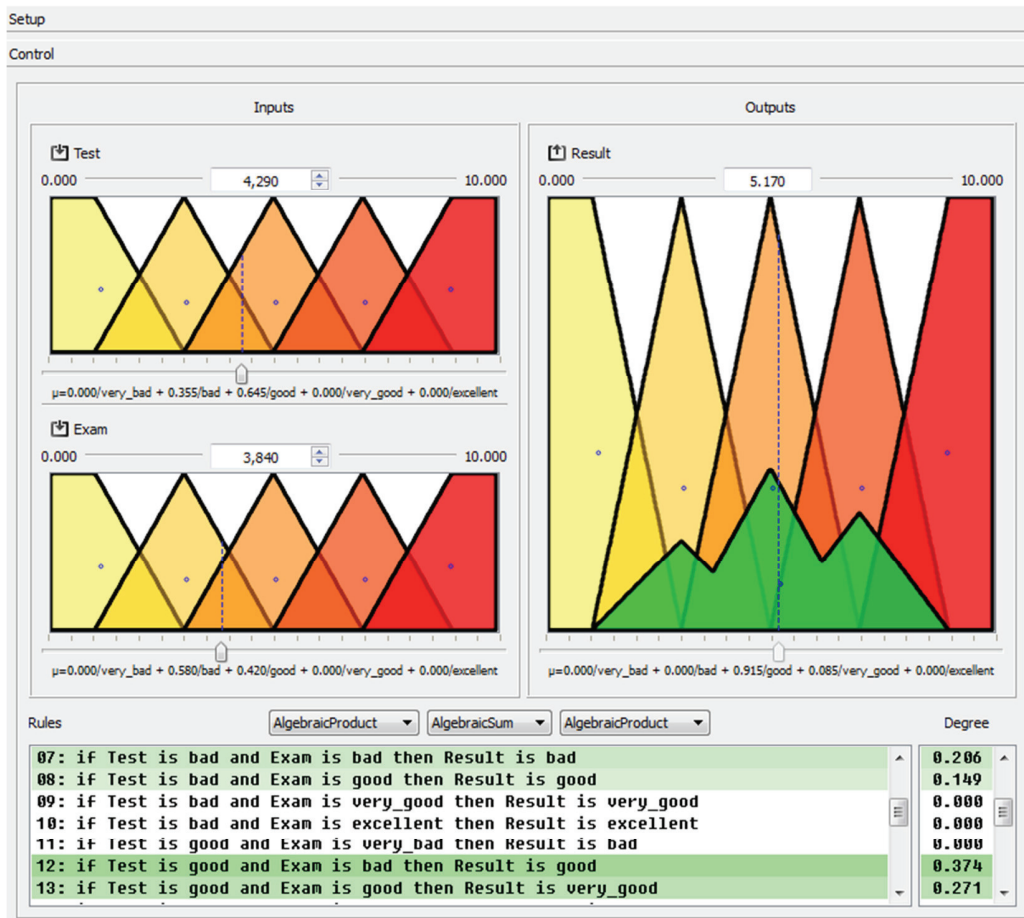 Setup
Control
Inputs
Test
0.000 4,290 10.000
μ=0.000/very_bad + 0.355/bad + 0.645/good + 0.000/very_good + 0.000/excellent
Exam
0.000 3,840 10.000
μ=0.000/very_bad + 0.580/bad + 0.420/good + 0.000/very_good + 0.000/excellent
Outputs
Result
0.000 5.170 10.000
μ=0.000/very_bad + 0.000/bad + 0.915/good + 0.085/very_good + 0.000/excellent
Rules AlgebraicProduct AlgebraicSum AlgebraicProduct Degree
07: if Test is bad and Exam is bad then Result is bad 0.206
08: if Test is bad and Exam is good then Result is good 0.149
09: if Test is bad and Exam is very_good then Result is very_good 0.000
10: if Test is bad and Exam is excellent then Result is excellent 0.000
11: if Test is good and Exam is very_bad then Result is bad 0.000
12: if Test is good and Exam is bad then Result is good 0.374
13: if Test is good and Exam is good then Result is very_good 0.271